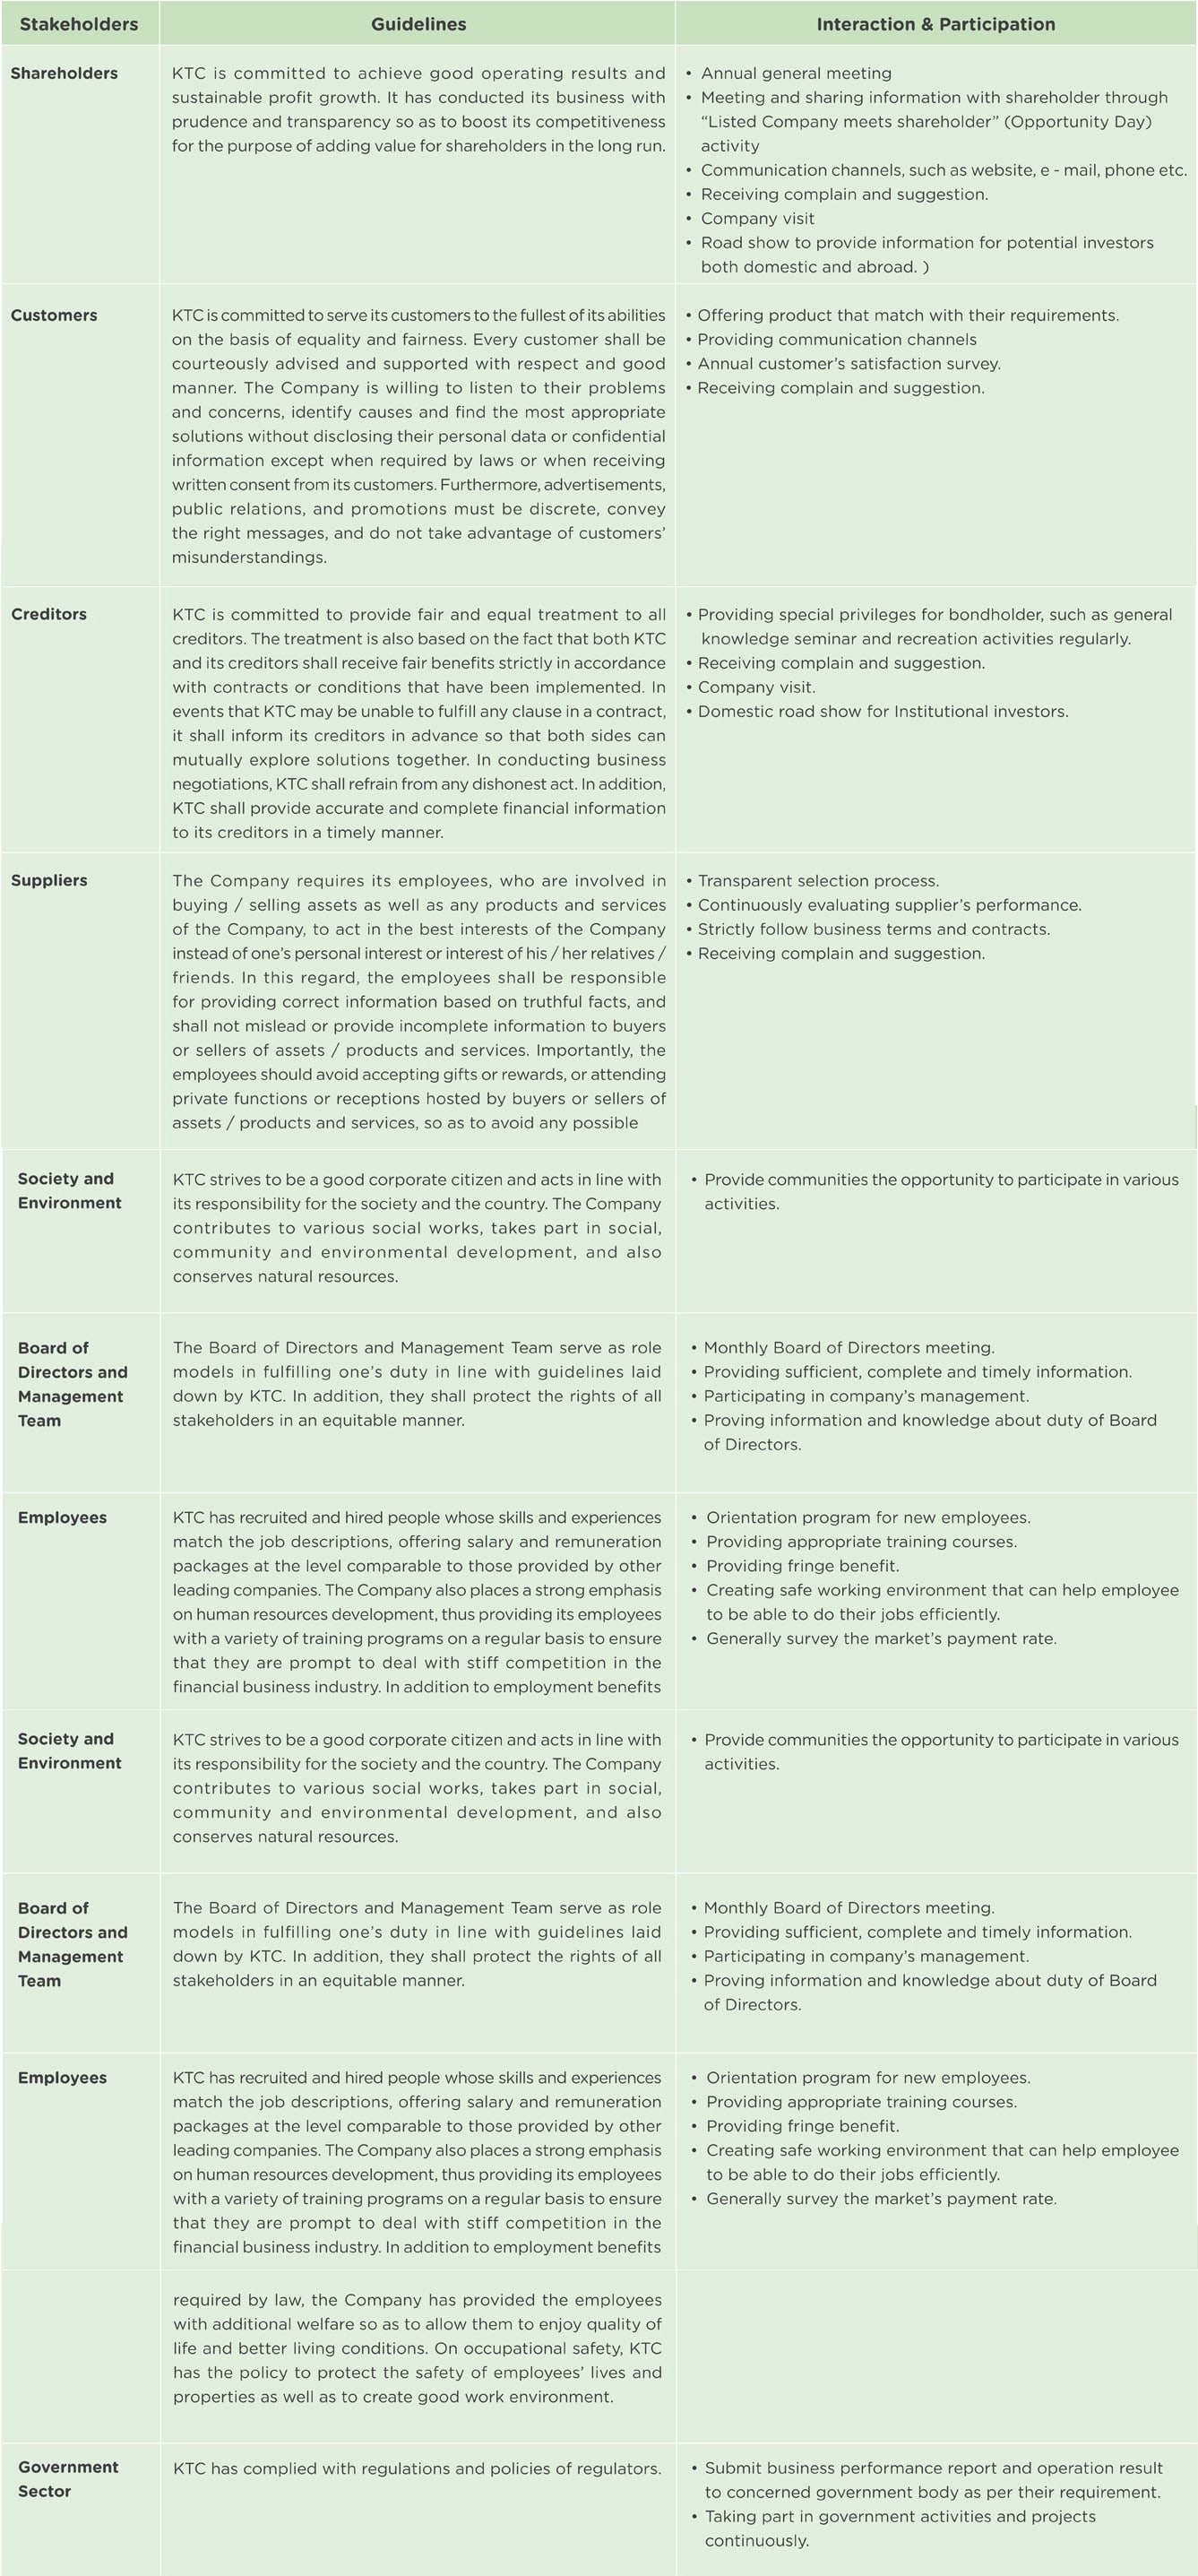 Stakeholders
Guidelines
Interaction & Participation
Shareholders
KTC is committed to achieve good operating results and
sustainable profit growth. It has conducted its business with
prudence and transparency so as to boost its competitiveness
for the purpose of adding value for shareholders in the long run.
• Annual general meeting
• Meeting and sharing information with shareholder through
“Listed Company meets shareholder” (Opportunity Day)
activity
• Communication channels, such as website, e - mail, phone etc.
• Receiving complain and suggestion.
• Company visit
• Road show to provide information for potential investors
both domestic and abroad. )
Customers
KTC is committed to serve its customers to the fullest of its abilities
on the basis of equality and fairness. Every customer shall be
courteously advised and supported with respect and good
manner. The Company is willing to listen to their problems
and concerns, identify causes and find the most appropriate
solutions without disclosing their personal data or confidential
information except when required by laws or when receiving
written consent from its customers. Furthermore, advertisements,
public relations, and promotions must be discrete, convey
the right messages, and do not take advantage of customers’
misunderstandings.
• Offering product that match with their requirements.
• Providing communication channels
• Annual customer’s satisfaction survey.
• Receiving complain and suggestion.
Creditors
KTC is committed to provide fair and equal treatment to all
creditors. The treatment is also based on the fact that both KTC
and its creditors shall receive fair benefits strictly in accordance
with contracts or conditions that have been implemented. In
events that KTC may be unable to fulfill any clause in a contract,
it shall inform its creditors in advance so that both sides can
mutually explore solutions together. In conducting business
negotiations, KTC shall refrain from any dishonest act. In addition,
KTC shall provide accurate and complete financial information
to its creditors in a timely manner.
• Providing special privileges for bondholder, such as general
knowledge seminar and recreation activities regularly.
• Receiving complain and suggestion.
• Company visit.
• Domestic road show for Institutional investors.
Suppliers
The Company requires its employees, who are involved in
buying / selling assets as well as any products and services
of the Company, to act in the best interests of the Company
instead of one’s personal interest or interest of his / her relatives /
friends. In this regard, the employees shall be responsible
for providing correct information based on truthful facts, and
shall not mislead or provide incomplete information to buyers
or sellers of assets / products and services. Importantly, the
employees should avoid accepting gifts or rewards, or attending
private functions or receptions hosted by buyers or sellers of
assets / products and services, so as to avoid any possible
• Transparent selection process.
• Continuously evaluating supplier’s performance.
• Strictly follow business terms and contracts.
• Receiving complain and suggestion.
Society and
Environment
KTC strives to be a good corporate citizen and acts in line with
its responsibility for the society and the country. The Company
contributes to various social works, takes part in social,
community and environmental development, and also
conserves natural resources.
• Provide communities the opportunity to participate in various
activities.
Board of
Directors and
Management
Team
The Board of Directors and Management Team serve as role
models in fulfilling one’s duty in line with guidelines laid
down by KTC. In addition, they shall protect the rights of all
stakeholders in an equitable manner.
• Monthly Board of Directors meeting.
• Providing sufficient, complete and timely information.
• Participating in company’s management.
• Proving information and knowledge about duty of Board
of Directors.
Employees
KTC has recruited and hired people whose skills and experiences
match the job descriptions, offering salary and remuneration
packages at the level comparable to those provided by other
leading companies. The Company also places a strong emphasis
on human resources development, thus providing its employees
with a variety of training programs on a regular basis to ensure
that they are prompt to deal with stiff competition in the
financial business industry. In addition to employment benefits
• Orientation program for new employees.
• Providing appropriate training courses.
• Providing fringe benefit.
• Creating safe working environment that can help employee
to be able to do their jobs efficiently.
• Generally survey the market’s payment rate.
Society and
Environment
KTC strives to be a good corporate citizen and acts in line with
its responsibility for the society and the country. The Company
contributes to various social works, takes part in social,
community and environmental development, and also
conserves natural resources.
• Provide communities the opportunity to participate in various
activities.
Board of
Directors and
Management
Team
The Board of Directors and Management Team serve as role
models in fulfilling one’s duty in line with guidelines laid
down by KTC. In addition, they shall protect the rights of all
stakeholders in an equitable manner.
• Monthly Board of Directors meeting.
• Providing sufficient, complete and timely information.
• Participating in company’s management.
• Proving information and knowledge about duty of Board
of Directors.
Employees
KTC has recruited and hired people whose skills and experiences
match the job descriptions, offering salary and remuneration
packages at the level comparable to those provided by other
leading companies. The Company also places a strong emphasis
on human resources development, thus providing its employees
with a variety of training programs on a regular basis to ensure
that they are prompt to deal with stiff competition in the
financial business industry. In addition to employment benefits
• Orientation program for new employees.
• Providing appropriate training courses.
• Providing fringe benefit.
• Creating safe working environment that can help employee
to be able to do their jobs efficiently.
• Generally survey the market’s payment rate.
required by law, the Company has provided the employees
with additional welfare so as to allow them to enjoy quality of
life and better living conditions. On occupational safety, KTC
has the policy to protect the safety of employees’ lives and
properties as well as to create good work environment.
Government
Sector
KTC has complied with regulations and policies of regulators.
• Submit business performance report and operation result
to concerned government body as per their requirement.
• Taking part in government activities and projects
continuously.